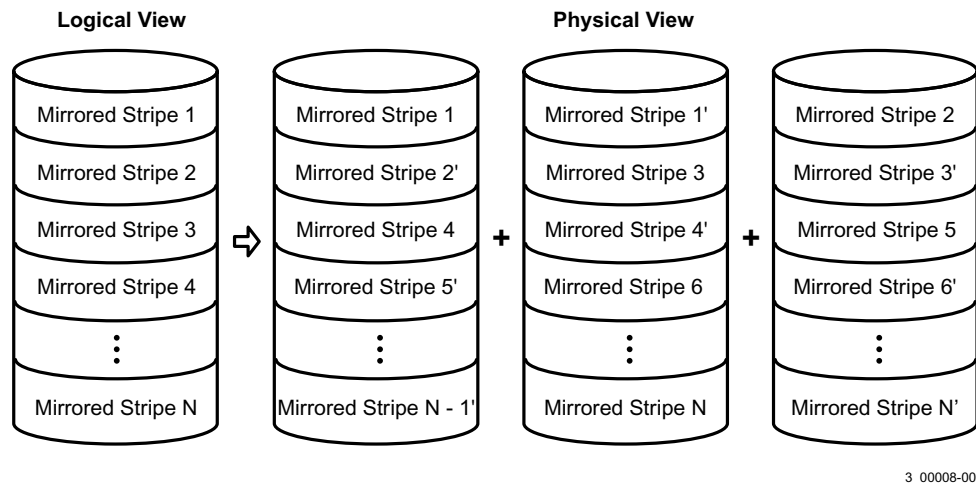 Logical View
Physical View
Mirrored Stripe 1
Mirrored Stripe 2
Mirrored Stripe 3
Mirrored Stripe 4
Mirrored Stripe N
Mirrored Stripe 1
Mirrored Stripe 2'
Mirrored Stripe 4
Mirrored Stripe 5'
Mirrored Stripe N - 1'
+
Mirrored Stripe 1'
Mirrored Stripe 3
Mirrored Stripe 4'
Mirrored Stripe 6
Mirrored Stripe N
+
Mirrored Stripe 2
Mirrored Stripe 3'
Mirrored Stripe 5
Mirrored Stripe 6'
Mirrored Stripe N’
3_00008-00